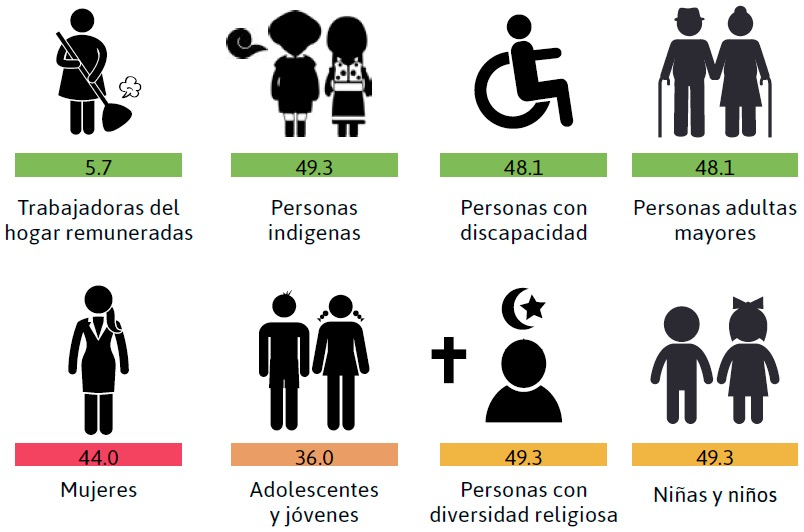 5.7
49.3
48.1
48.1
Trabajadoras del
hogar remuneradas
Personas
indigenas
Personas con
discapacidad
Personas adultas
mayores
44.0
36.0
49.3
49.3
Mujeres
Adolescentes
y jóvenes
Personas con
diversidad religiosa
Niñas y niños